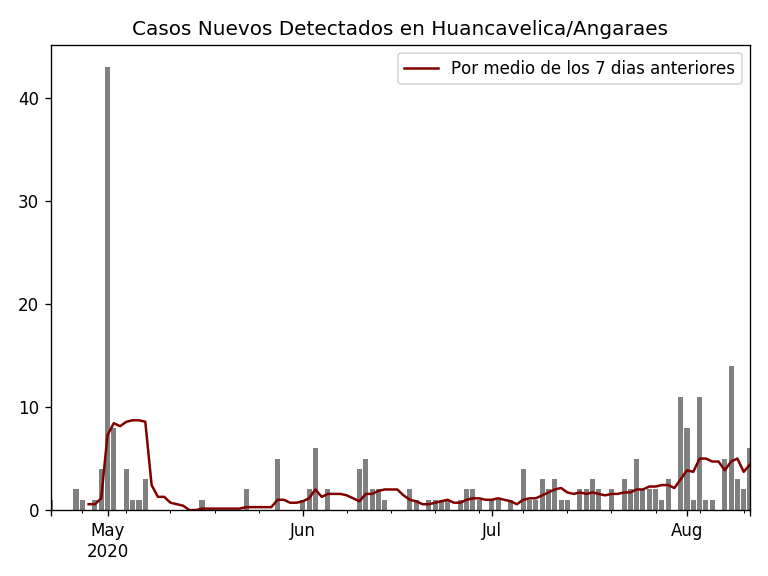 Casos Nuevos Detectados en Huancavelica/Angaraes
Por medio de los 7 dias anteriores
40
30
20
10
0
May
2020
Jun
Jul
Aug